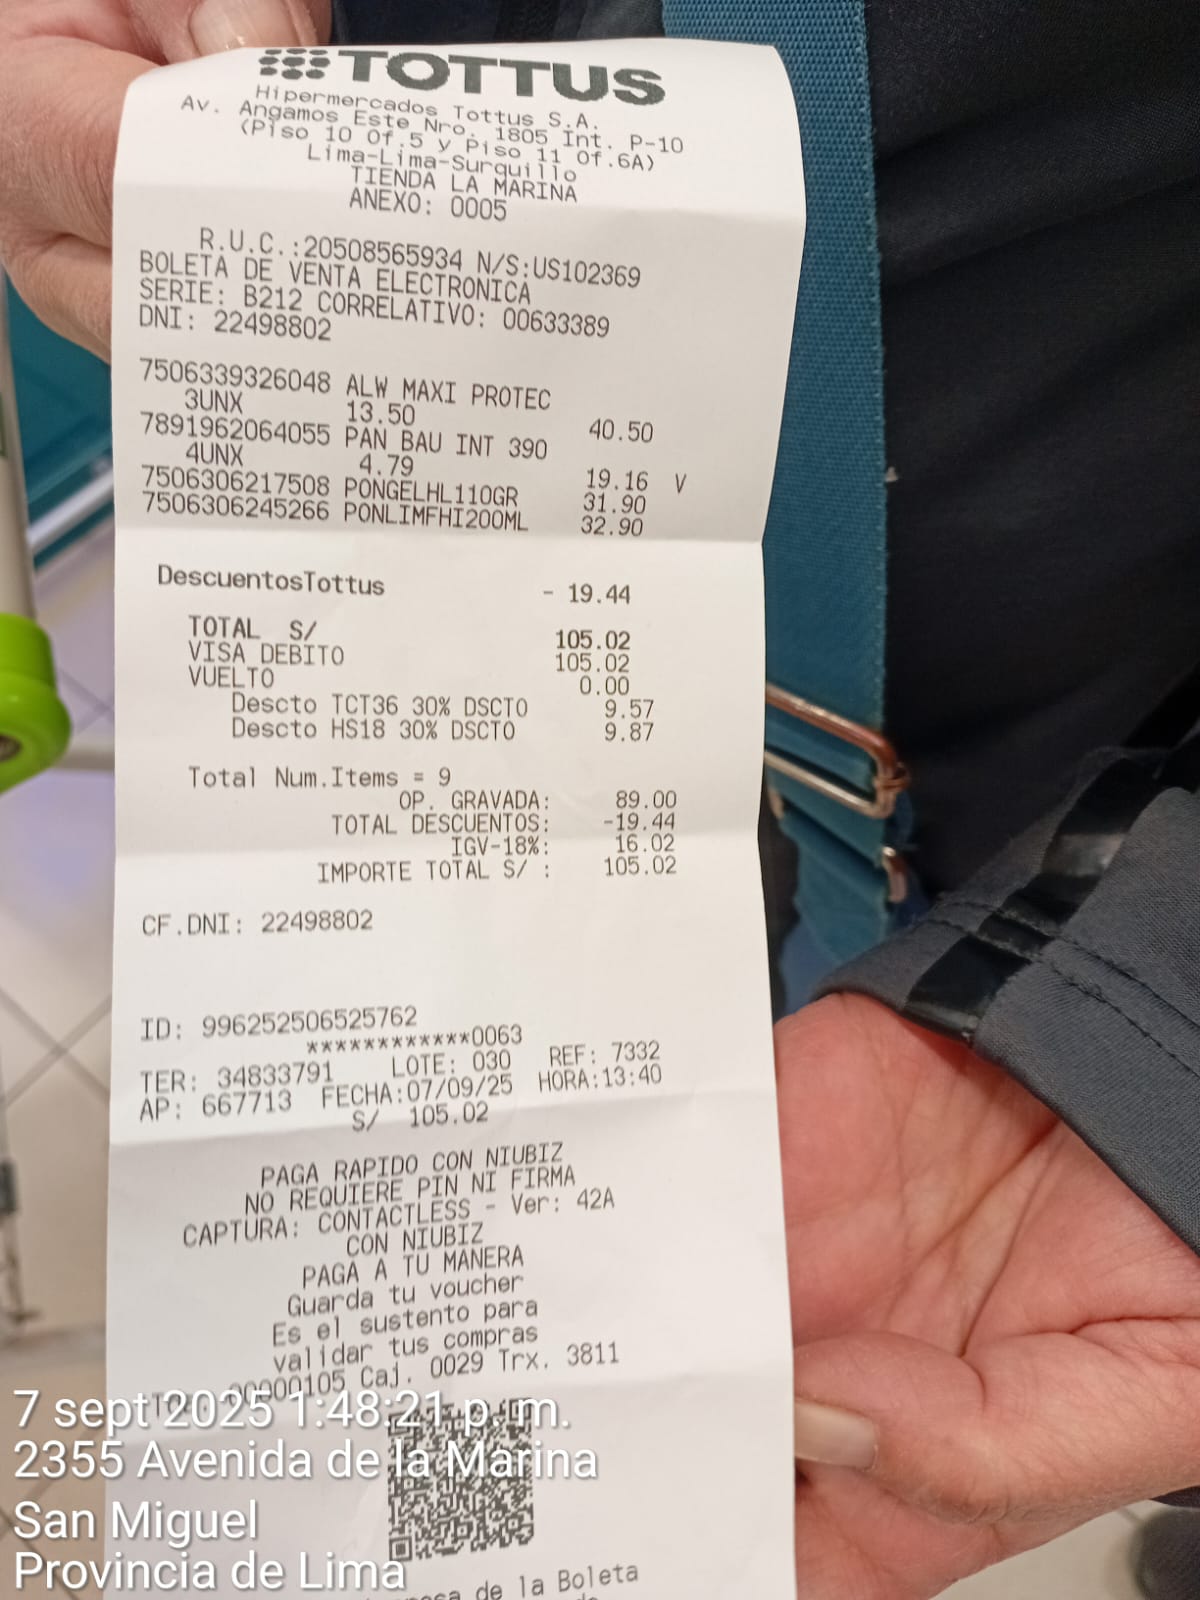 TOTTUS
Hipermercados Tottus S.A.
Av. Angamos Este Nro. 1805 Int. P-10
(Piso 10 Of.5 y Piso 11 Of.6A)
Lima-Lima-Surquillo
TIENDA LA MARINA
ANEXO: 0005
R.U.C.:20508565934 N/S:US102369
BOLETA DE VENTA ELECTRONICA
SERIE: B212 CORRELATIVO: 00633389
DNI: 22498802
7506339326048 ALW MAXI PROTEC
3UNX 13.50 40.50
7891962064055 PAN BAU INT 390
4UNX 4.79 19.16 V
7506306217508 PONGELHL110GR 31.90
7506306245266 PONLIMFHI200ML 32.90
DescuentosTottus - 19.44
TOTAL S/ 105.02
VISA DEBITO 105.02
VUELTO 0.00
Descto TCT36 30% DSCTO 9.57
Descto HS18 30% DSCTO 9.87
Total Num.Items = 9
OP. GRAVADA: 89.00
TOTAL DESCUENTOS: -19.44
IGV-18%: 16.02
IMPORTE TOTAL S/ : 105.02
CF.DNI: 22498802
ID: 996252506525762
************0063
TER: 34833791 LOTE: 030 REF: 7332
AP: 667713 FECHA:07/09/25 HORA:13:40
S/ 105.02
PAGA RAPIDO CON NIUBIZ
NO REQUIERE PIN NI FIRMA
CAPTURA: CONTACTLESS - Ver: 42A
CON NIUBIZ
PAGA A TU MANERA
Guarda tu voucher
Es el sustento para
validar tus compras
00000105 Caj. 0029 Trx. 3811
7 sept 2025 1:48:21 p. m.
2355 Avenida de la Marina
San Miguel
Provincia de Lima
de la Boleta